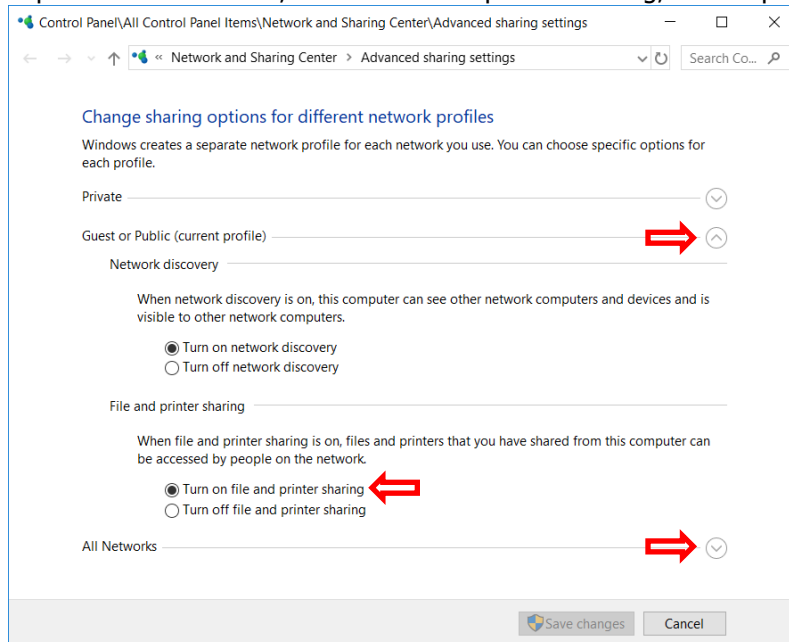 Control Panel\All Control Panel Items\Network and Sharing Center\Advanced sharing settings
« Network and Sharing Center > Advanced sharing settings
Search Co...
Change sharing options for different network profiles
Windows creates a separate network profile for each network you use. You can choose specific options for
each profile.
Private
Guest or Public (current profile)
Network discovery
When network discovery is on, this computer can see other network computers and devices and is
visible to other network computers.
Turn on network discovery
Turn off network discovery
File and printer sharing
When file and printer sharing is on, files and printers that you have shared from this computer can
be accessed by people on the network.
Turn on file and printer sharing
Turn off file and printer sharing
All Networks
Save changes Cancel